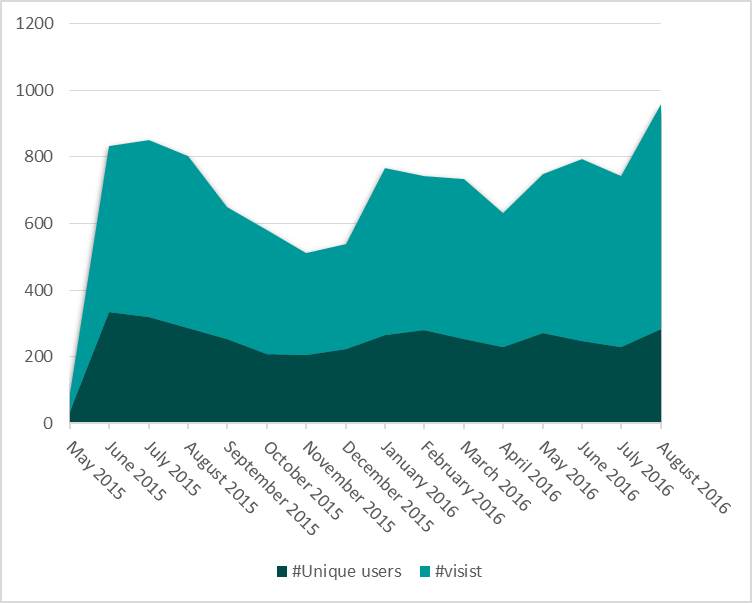 1200
1000
800
600
400
200
0
May 2015
June 2015
July 2015
August 2015
September 2015
October 2015
November 2015
December 2015
January 2016
February 2016
March 2016
April 2016
May 2016
June 2016
July 2016
August 2016
#Unique users #visist